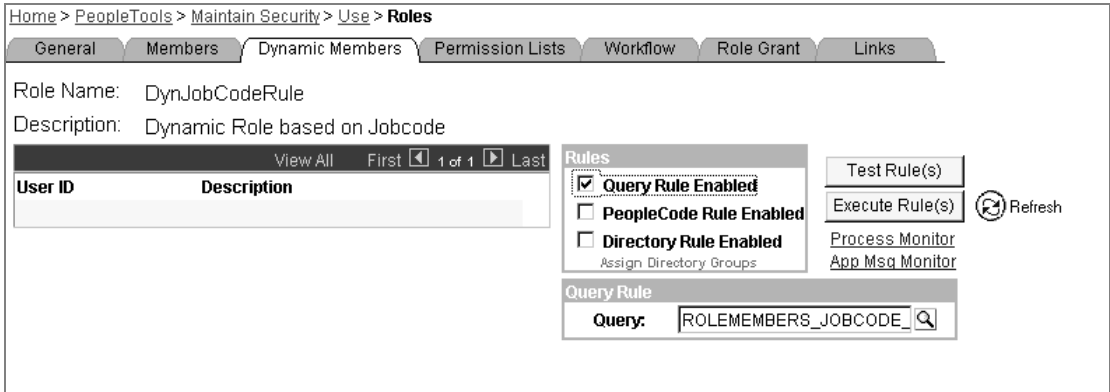 Home > PeopleTools > Maintain Security > Use > Roles
General Members Dynamic Members Permission Lists Workflow Role Grant Links
Role Name: DynJobCodeRule
Description: Dynamic Role based on Jobcode
View All First 1 of 1 Last
User ID Description
Rules
Query Rule Enabled
PeopleCode Rule Enabled
Directory Rule Enabled
Assign Directory Groups
Test Rule(s)
Execute Rule(s) Refresh
Process Monitor
App Msg Monitor
Query Rule
Query: ROLEMEMBERS_JOBCODE_